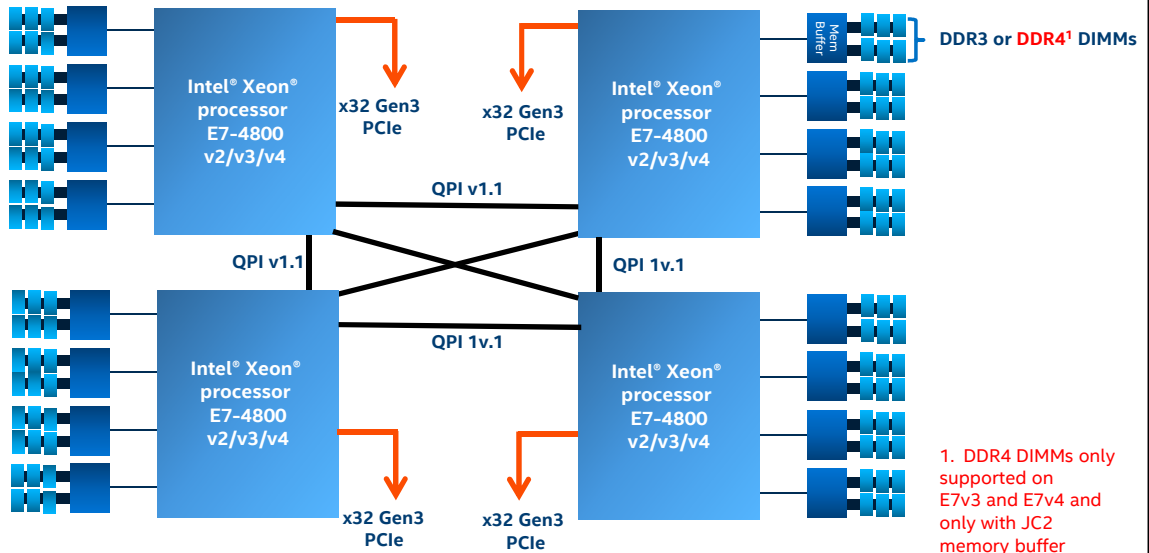 Intel® Xeon®
processor
E7-4800
v2/v3/v4
x32 Gen3
PCIe
x32 Gen3
PCIe
Intel® Xeon®
processor
E7-4800
v2/v3/v4
Mem
Buffer
DDR3 or DDR4¹ DIMMs
QPI v1.1
QPI v1.1
QPI 1v.1
QPI 1v.1
Intel® Xeon®
processor
E7-4800
v2/v3/v4
x32 Gen3
PCIe
x32 Gen3
PCIe
Intel® Xeon®
processor
E7-4800
v2/v3/v4
1. DDR4 DIMMs only
supported on
E7v3 and E7v4 and
only with JC2
memory buffer